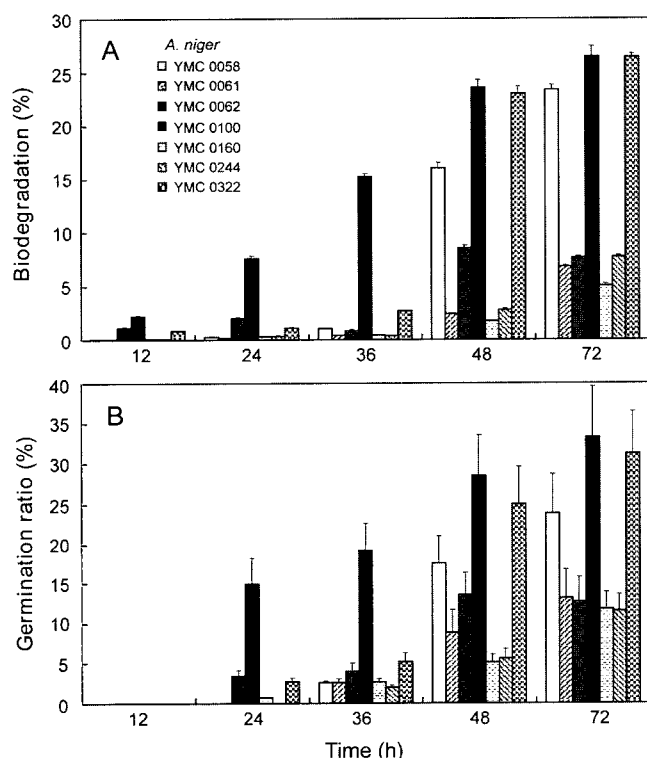 A
A. niger
YMC 0058
YMC 0061
YMC 0062
YMC 0100
YMC 0160
YMC 0244
YMC 0322
Biodegradation (%)
30
25
20
15
10
5
0
12 24 36 48 72
B
Germination ratio (%)
40
35
30
25
20
15
10
5
0
12 24 36 48 72
Time (h)